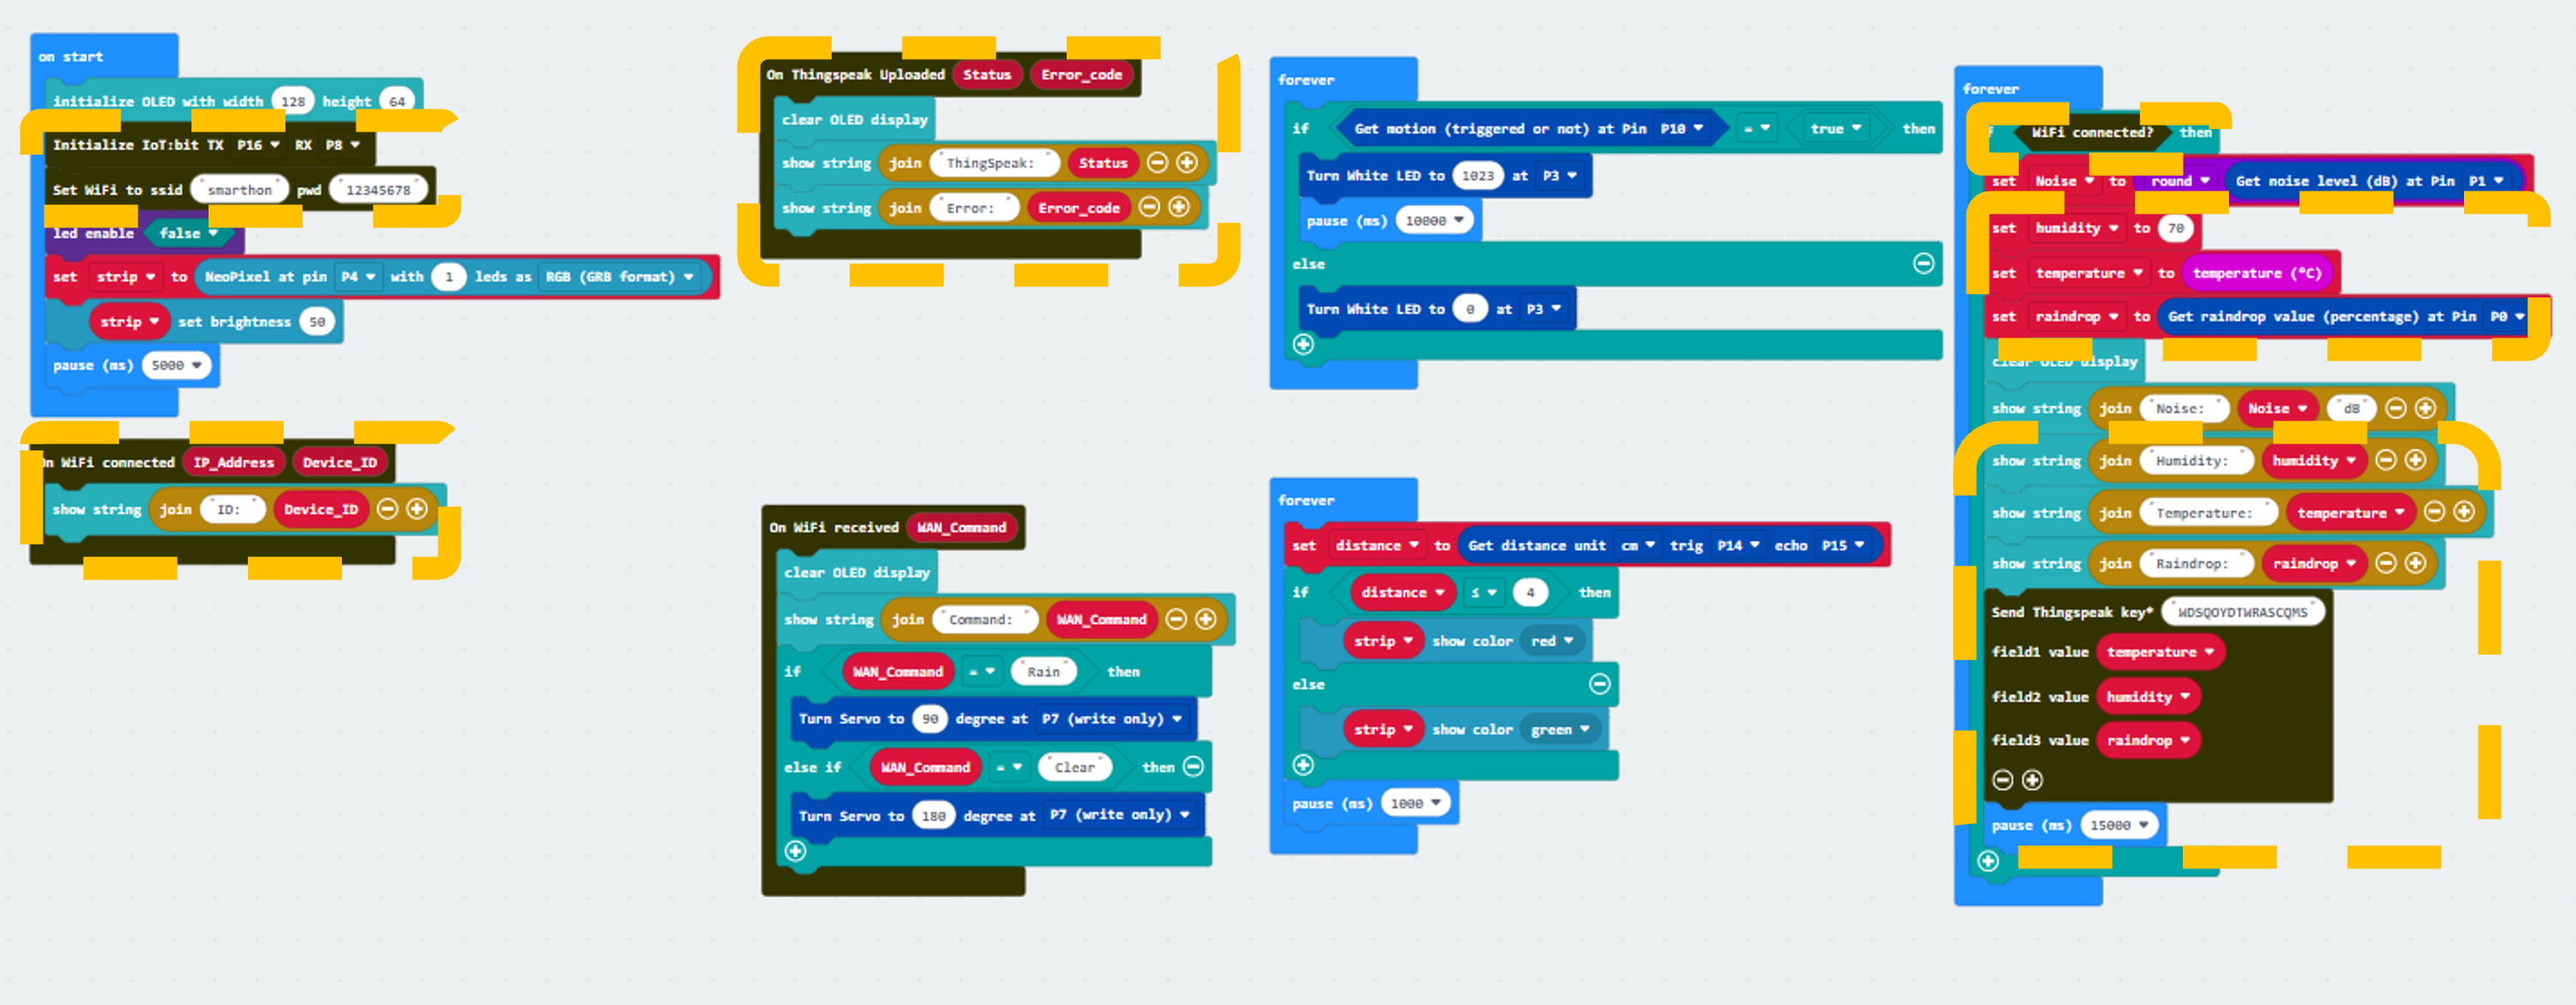 on start
initialize OLED with width 128 height 64
Initialize IoT:bit TX P16 RX P8
Set WiFi to ssid "smarthon" pwd "12345678"
led enable false
set strip to NeoPixel at pin P4 with 1 leds as RGB (GRB format)
strip set brightness 50
pause (ms) 5000
On WiFi connected IP_Address Device_ID
show string join "ID: " Device_ID
On Thingspeak Uploaded Status Error_code
clear OLED display
show string join "ThingSpeak: " Status
show string join "Error: " Error_code
On WiFi received WAN_Command
clear OLED display
show string join "Command: " WAN_Command
if WAN_Command = "Rain" then
Turn Servo to 90 degree at P7 (write only)
else if WAN_Command = "Clear" then
Turn Servo to 180 degree at P7 (write only)
forever
if Get motion (triggered or not) at Pin P10 = true then
Turn White LED to 1023 at P3
pause (ms) 10000
else
Turn White LED to 0 at P3
forever
set distance to Get distance unit cm trig P14 echo P15
if distance ≤ 4 then
strip show color red
else
strip show color green
pause (ms) 1000
forever
if WiFi connected? then
set Noise to round Get noise level (dB) at Pin P1
set humidity to 70
set temperature to temperature (°C)
set raindrop to Get raindrop value (percentage) at Pin P0
clear OLED display
show string join "Noise: " Noise "dB"
show string join "Humidity: " humidity
show string join "Temperature: " temperature
show string join "Raindrop: " raindrop
Send Thingspeak key* "WDSQOYDTWRASCQMS"
field1 value temperature
field2 value humidity
field3 value raindrop
pause (ms) 15000